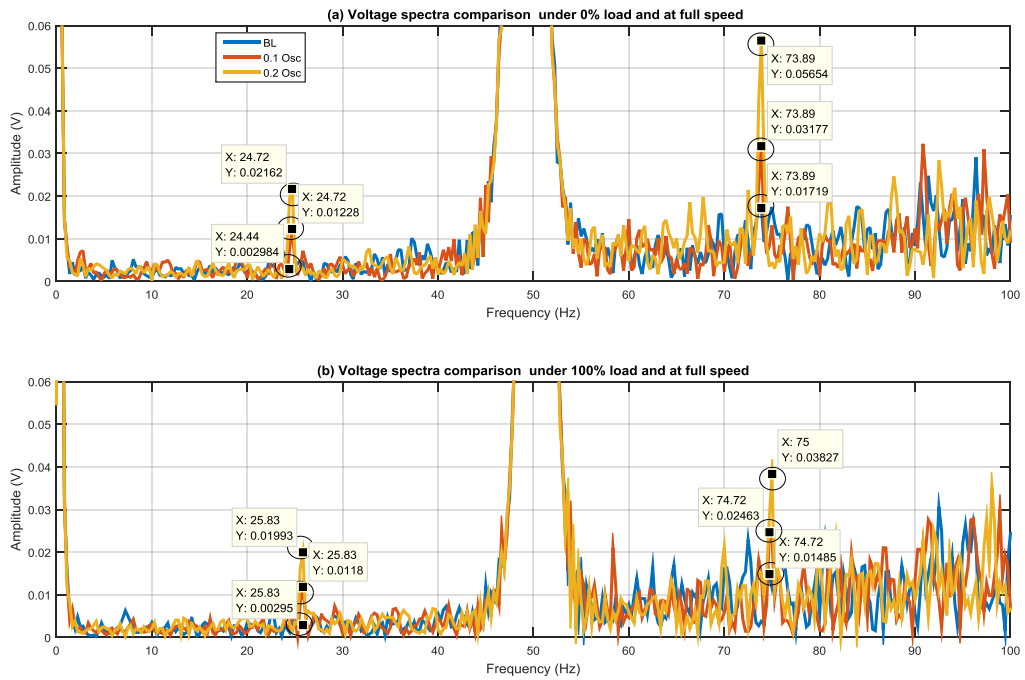 (a) Voltage spectra comparison under 0% load and at full speed
0.06
0.05
0.04
0.03
0.02
0.01
0
Amplitude (V)
BL
0.1 Osc
0.2 Osc
X: 24.72
Y: 0.02162
X: 24.72
Y: 0.01228
X: 24.44
Y: 0.002984
X: 73.89
Y: 0.05654
X: 73.89
Y: 0.03177
X: 73.89
Y: 0.01719
0 10 20 30 40 50 60 70 80 90 100
Frequency (Hz)
(b) Voltage spectra comparison under 100% load and at full speed
0.06
0.05
0.04
0.03
0.02
0.01
0
Amplitude (V)
X: 25.83
Y: 0.01993
X: 25.83
Y: 0.0118
X: 25.83
Y: 0.00295
X: 75
Y: 0.03827
X: 74.72
Y: 0.02463
X: 74.72
Y: 0.01485
0 10 20 30 40 50 60 70 80 90 100
Frequency (Hz)